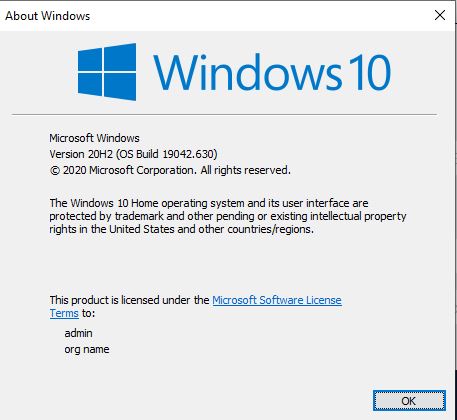 About Windows
Windows 10
Microsoft Windows
Version 20H2 (OS Build 19042.630)
© 2020 Microsoft Corporation. All rights reserved.
The Windows 10 Home operating system and its user interface are
protected by trademark and other pending or existing intellectual property
rights in the United States and other countries/regions.
This product is licensed under the Microsoft Software License
Terms to:
admin
org name
OK